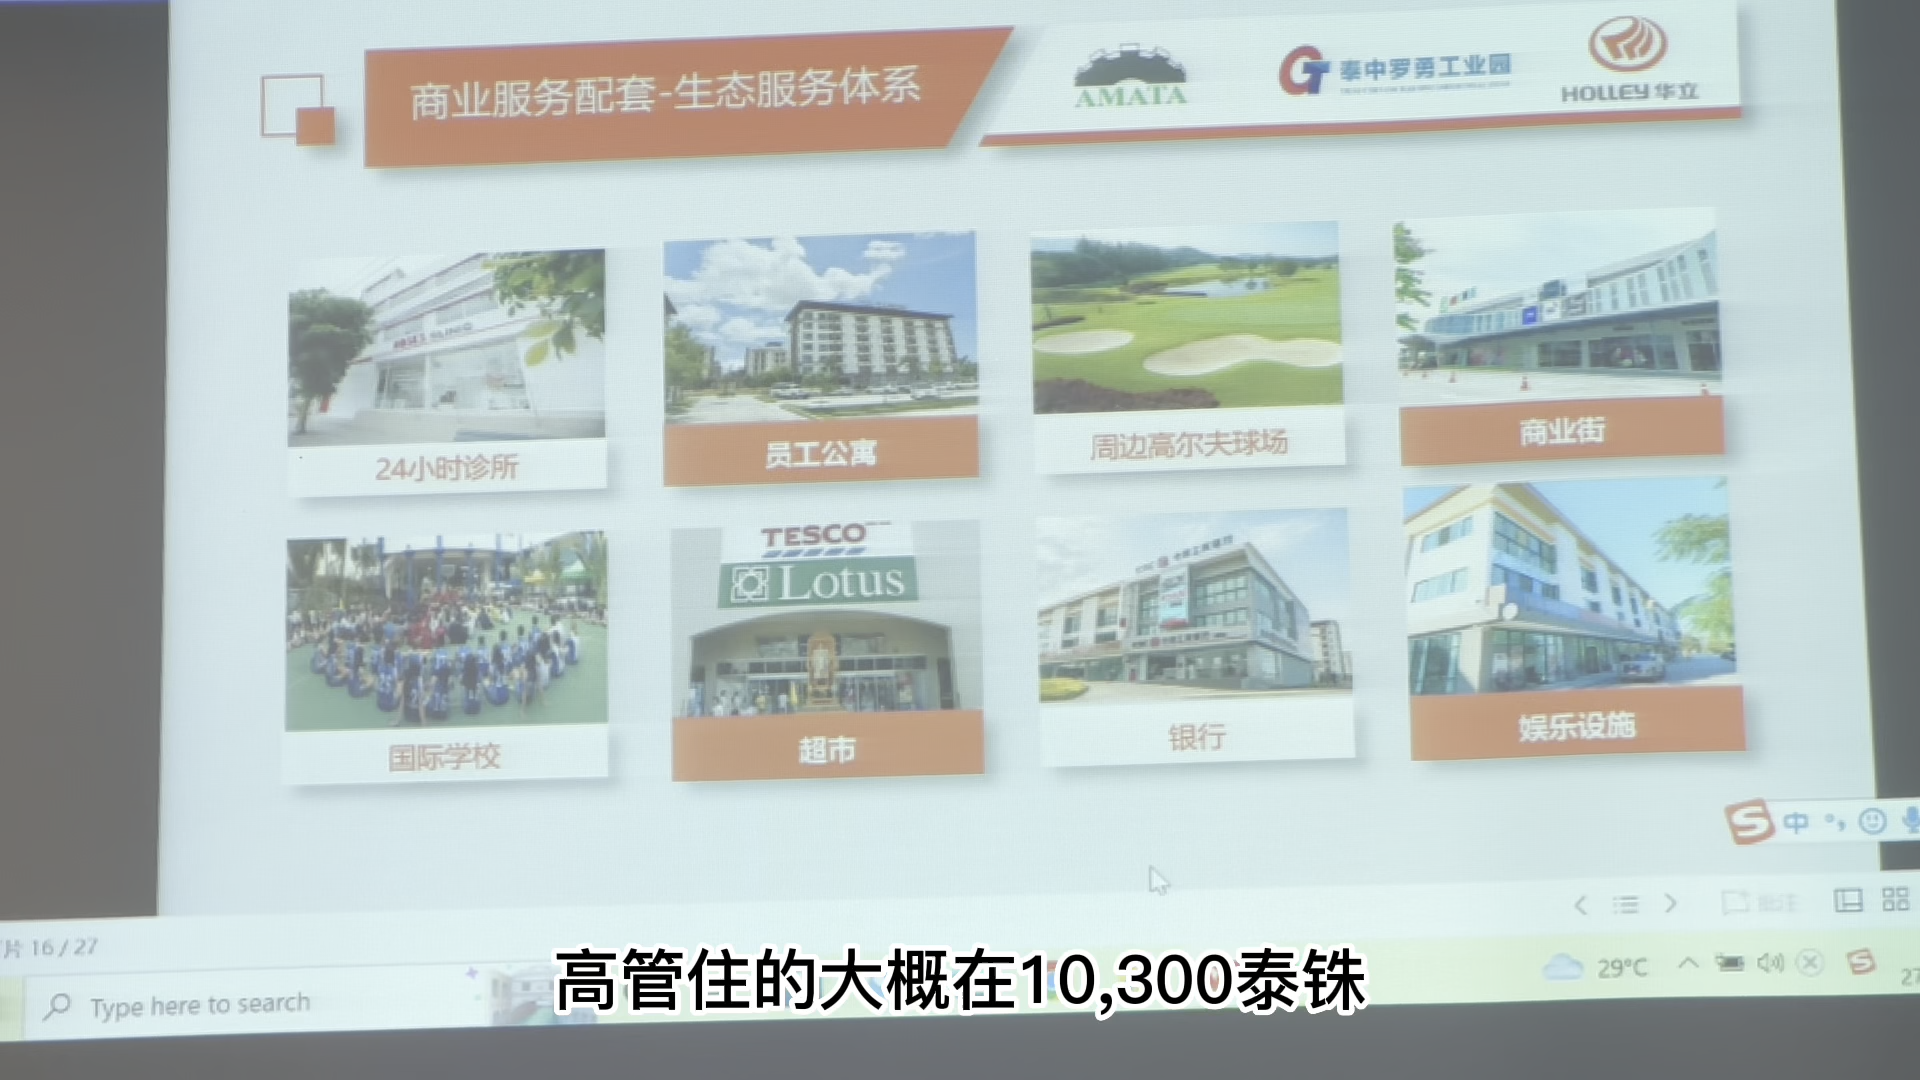 商业服务配套-生态服务体系
AMATA
GT 泰中罗勇工业园
HOLLEY 华立
24小时诊所
员工公寓
周边高尔夫球场
商业街
TESCO
Lotus
国际学校
超市
银行
娱乐设施
中
片 16 / 27
批注
高管住的大概在10,300泰铢
29°C
Type here to search